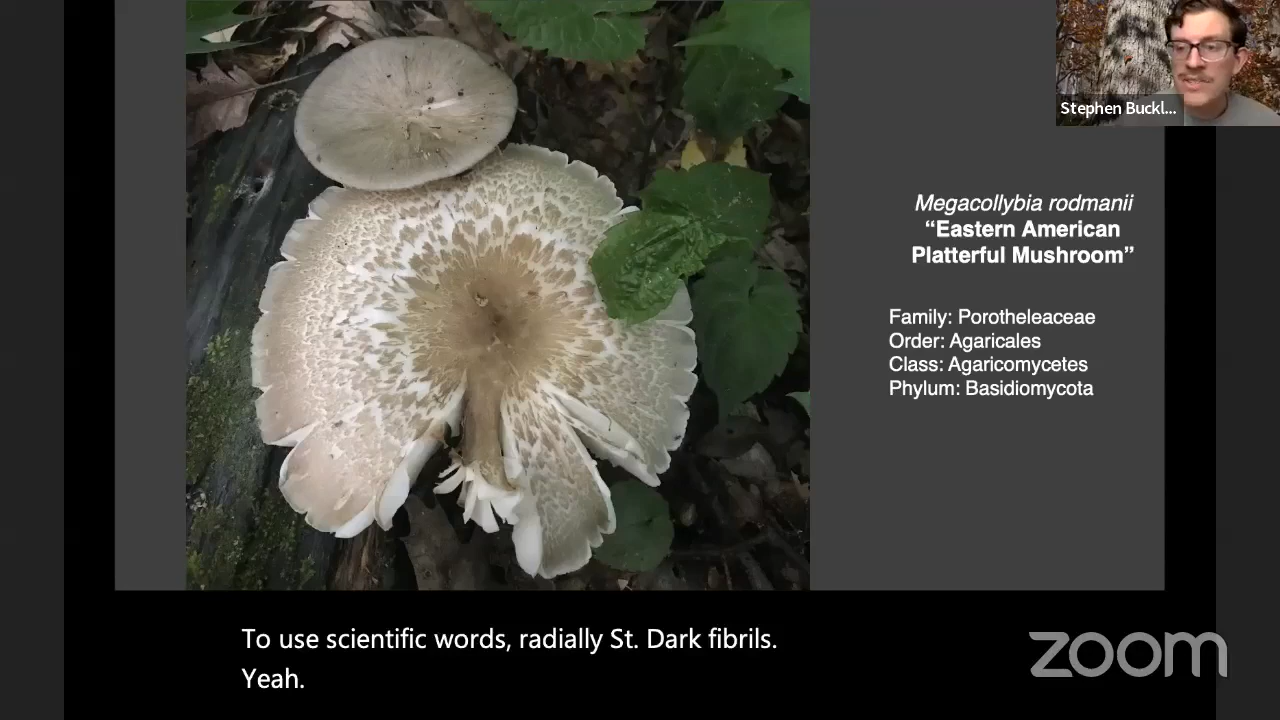 Stephen Buckl...
Megacollybia rodmanii
“Eastern American
Platterful Mushroom”
Family: Porotheleaceae
Order: Agaricales
Class: Agaricomycetes
Phylum: Basidiomycota
To use scientific words, radially St. Dark fibrils.
Yeah.
zoom